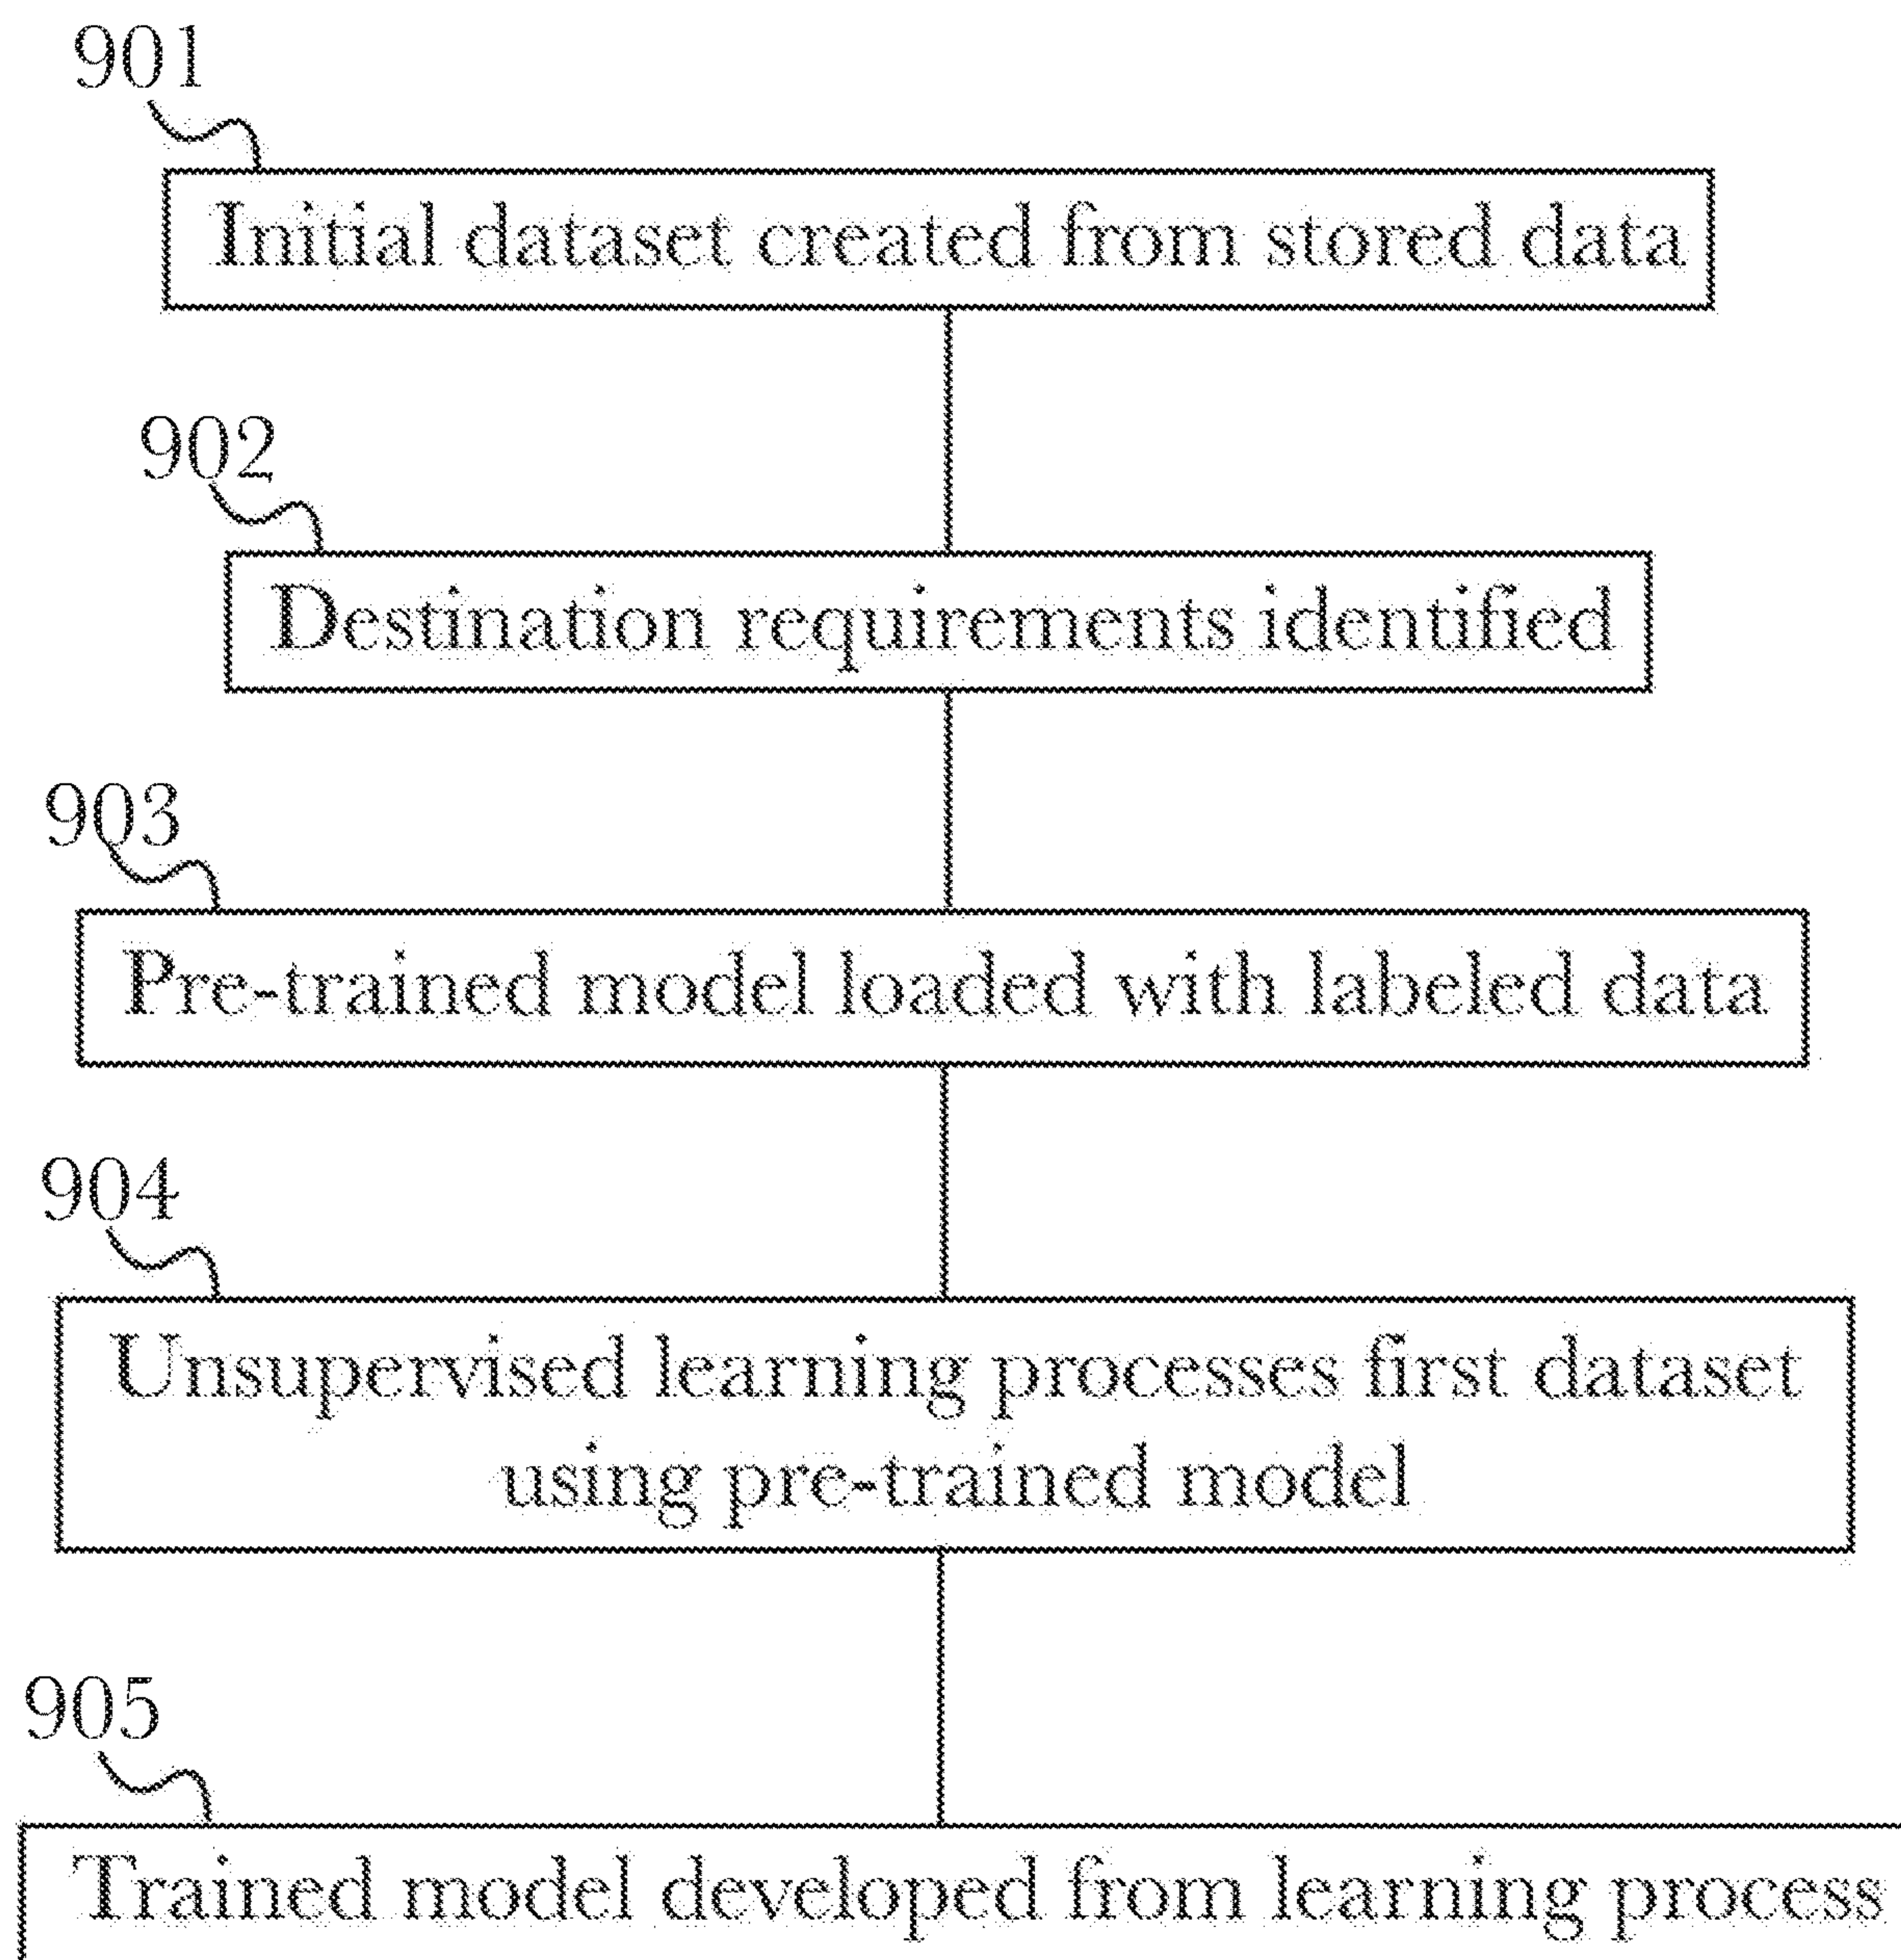 901
Initial dataset created from stored data
902
Destination requirements identified
903
Pre-trained model loaded with labeled data
904
Unsupervised learning processes first dataset
using pre-trained model
905
Trained model developed from learning process